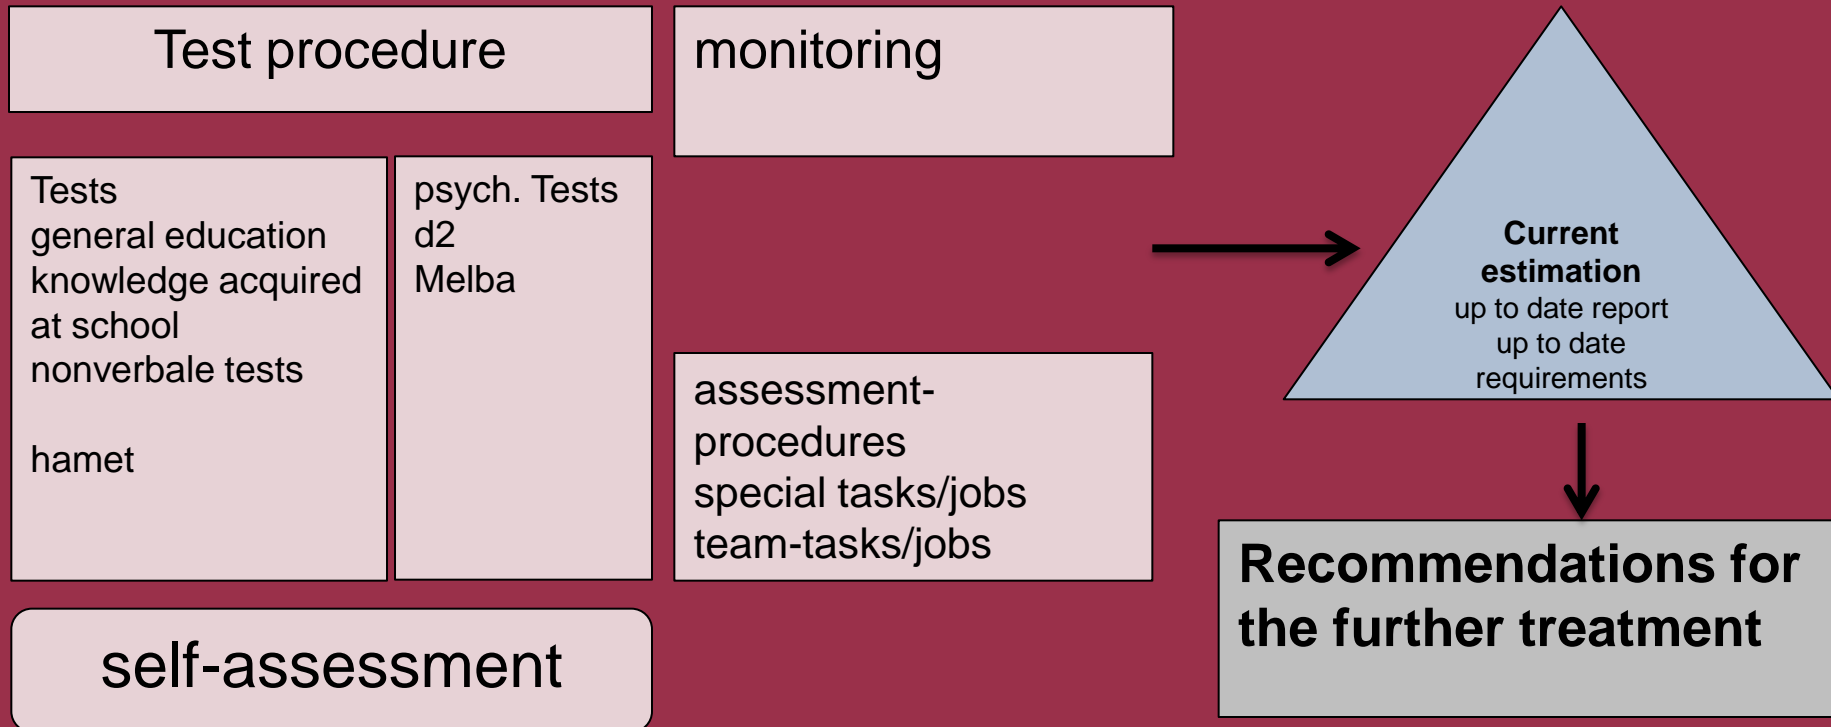 Test procedure
monitoring
Tests
general education
knowledge acquired
at school
nonverbale tests
hamet
psych. Tests
d2
Melba
assessment-
procedures
special tasks/jobs
team-tasks/jobs
self-assessment
Current
estimation
up to date report
up to date
requirements
Recommendations for
the further treatment